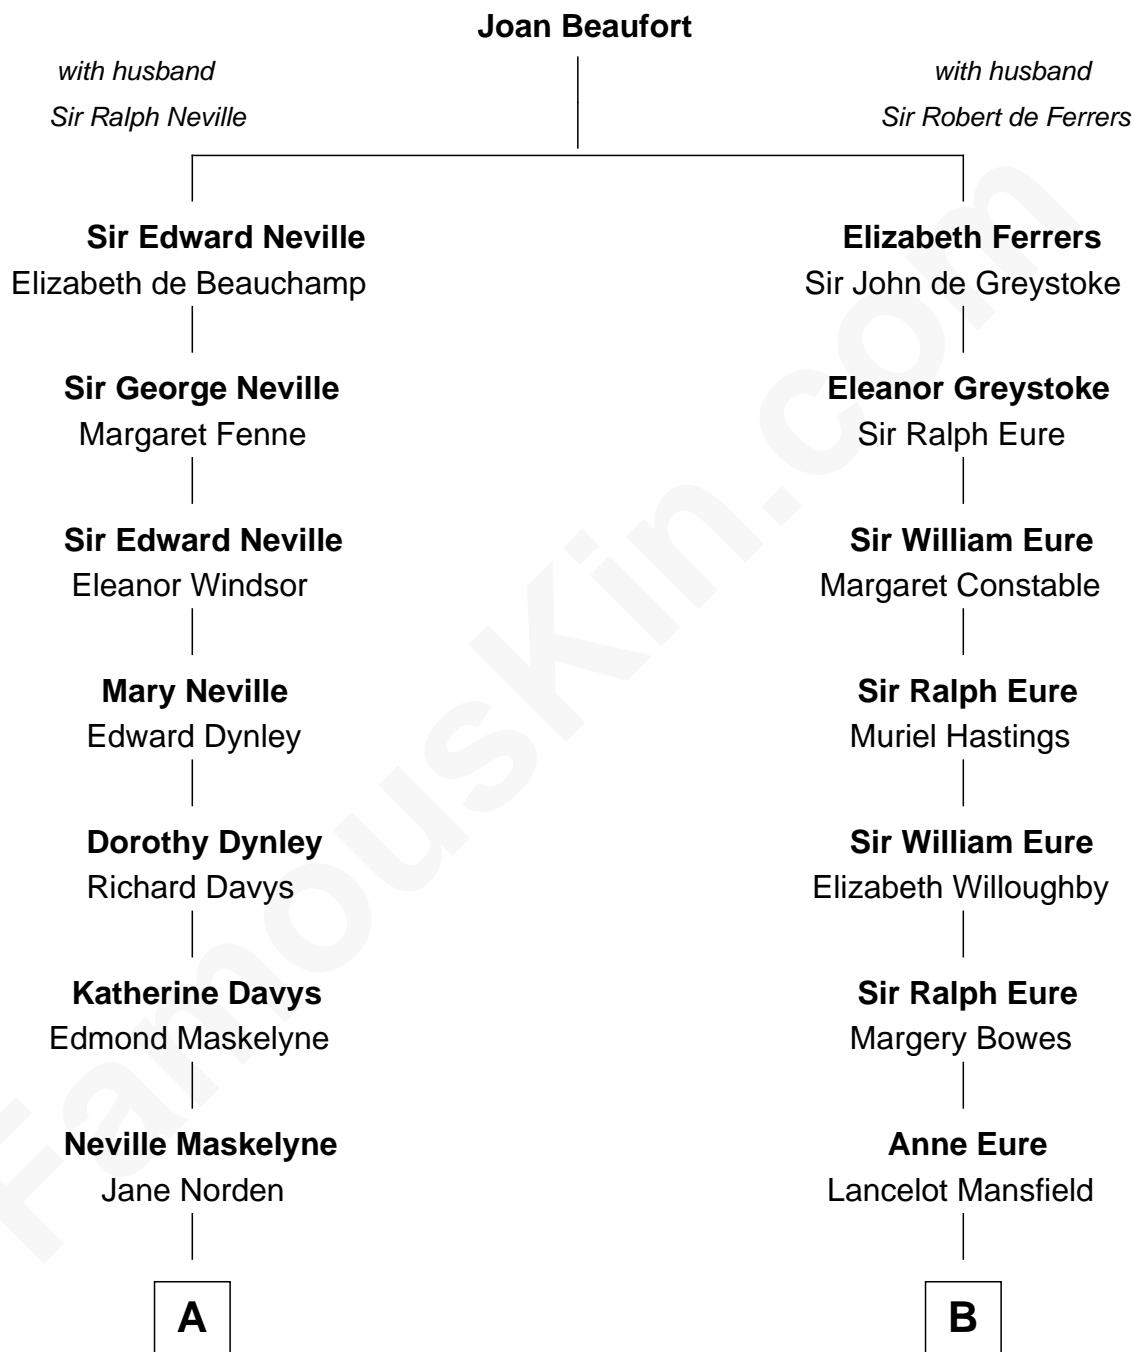 Joan Beaufort
with husband
Sir Ralph Neville
with husband
Sir Robert de Ferrers
Sir Edward Neville
Elizabeth de Beauchamp
Sir George Neville
Margaret Fenne
Sir Edward Neville
Eleanor Windsor
Mary Neville
Edward Dynley
Dorothy Dynley
Richard Davys
Katherine Davys
Edmond Maskelyne
Neville Maskelyne
Jane Norden
A
Elizabeth Ferrers
Sir John de Greystoke
Eleanor Greystoke
Sir Ralph Eure
Sir William Eure
Margaret Constable
Sir Ralph Eure
Muriel Hastings
Sir William Eure
Elizabeth Willoughby
Sir Ralph Eure
Margery Bowes
Anne Eure
Lancelot Mansfield
B
FamousKin.com